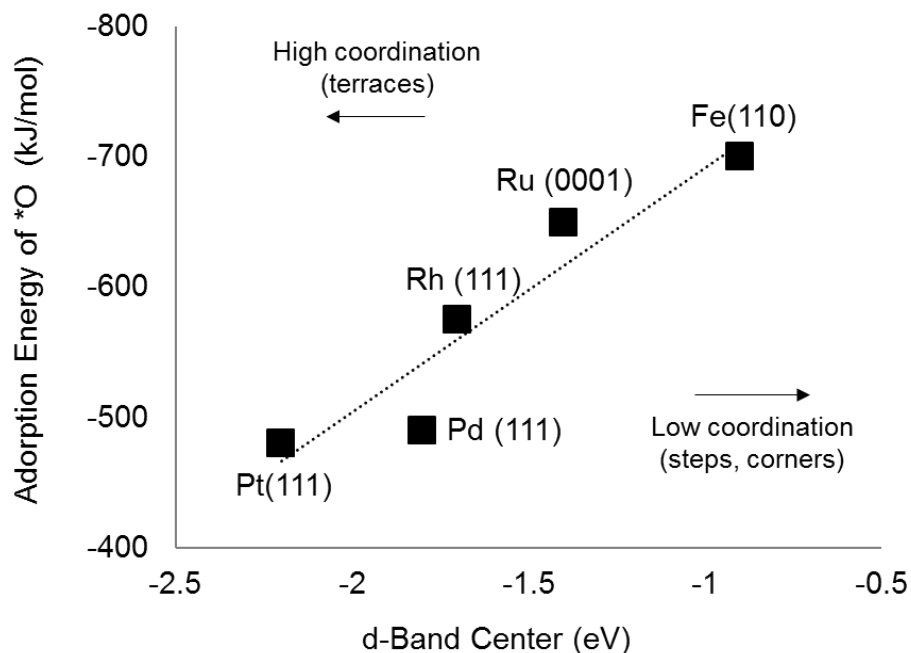 -800
-700
-600
-500
-400
Adorption Energy of *O (kJ/mol)
High coordination
(terraces)
Fe(110)
Ru (0001)
Rh (111)
Pd (111)
Pt(111)
Low coordination
(steps, corners)
-2.5
-2
-1.5
-1
-0.5
d-Band Center (eV)